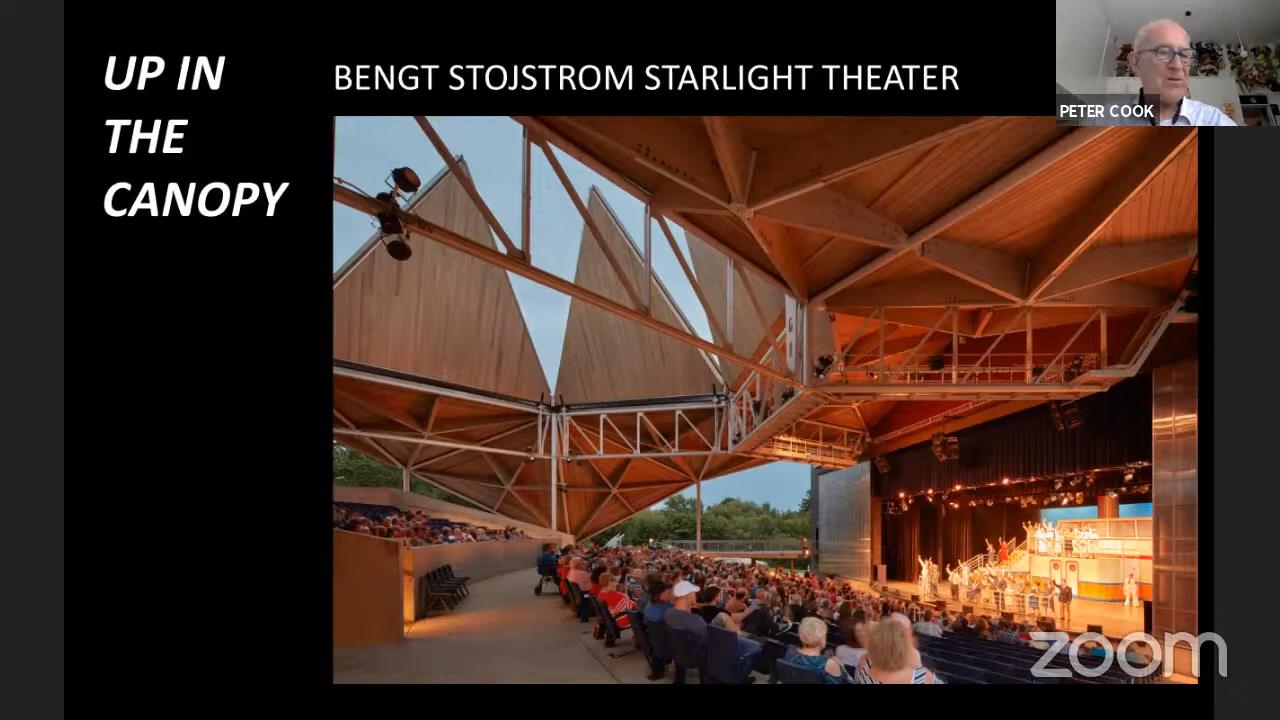 UP IN
THE
CANOPY
BENGT STOJSTROM STARLIGHT THEATER
PETER COOK
zoom